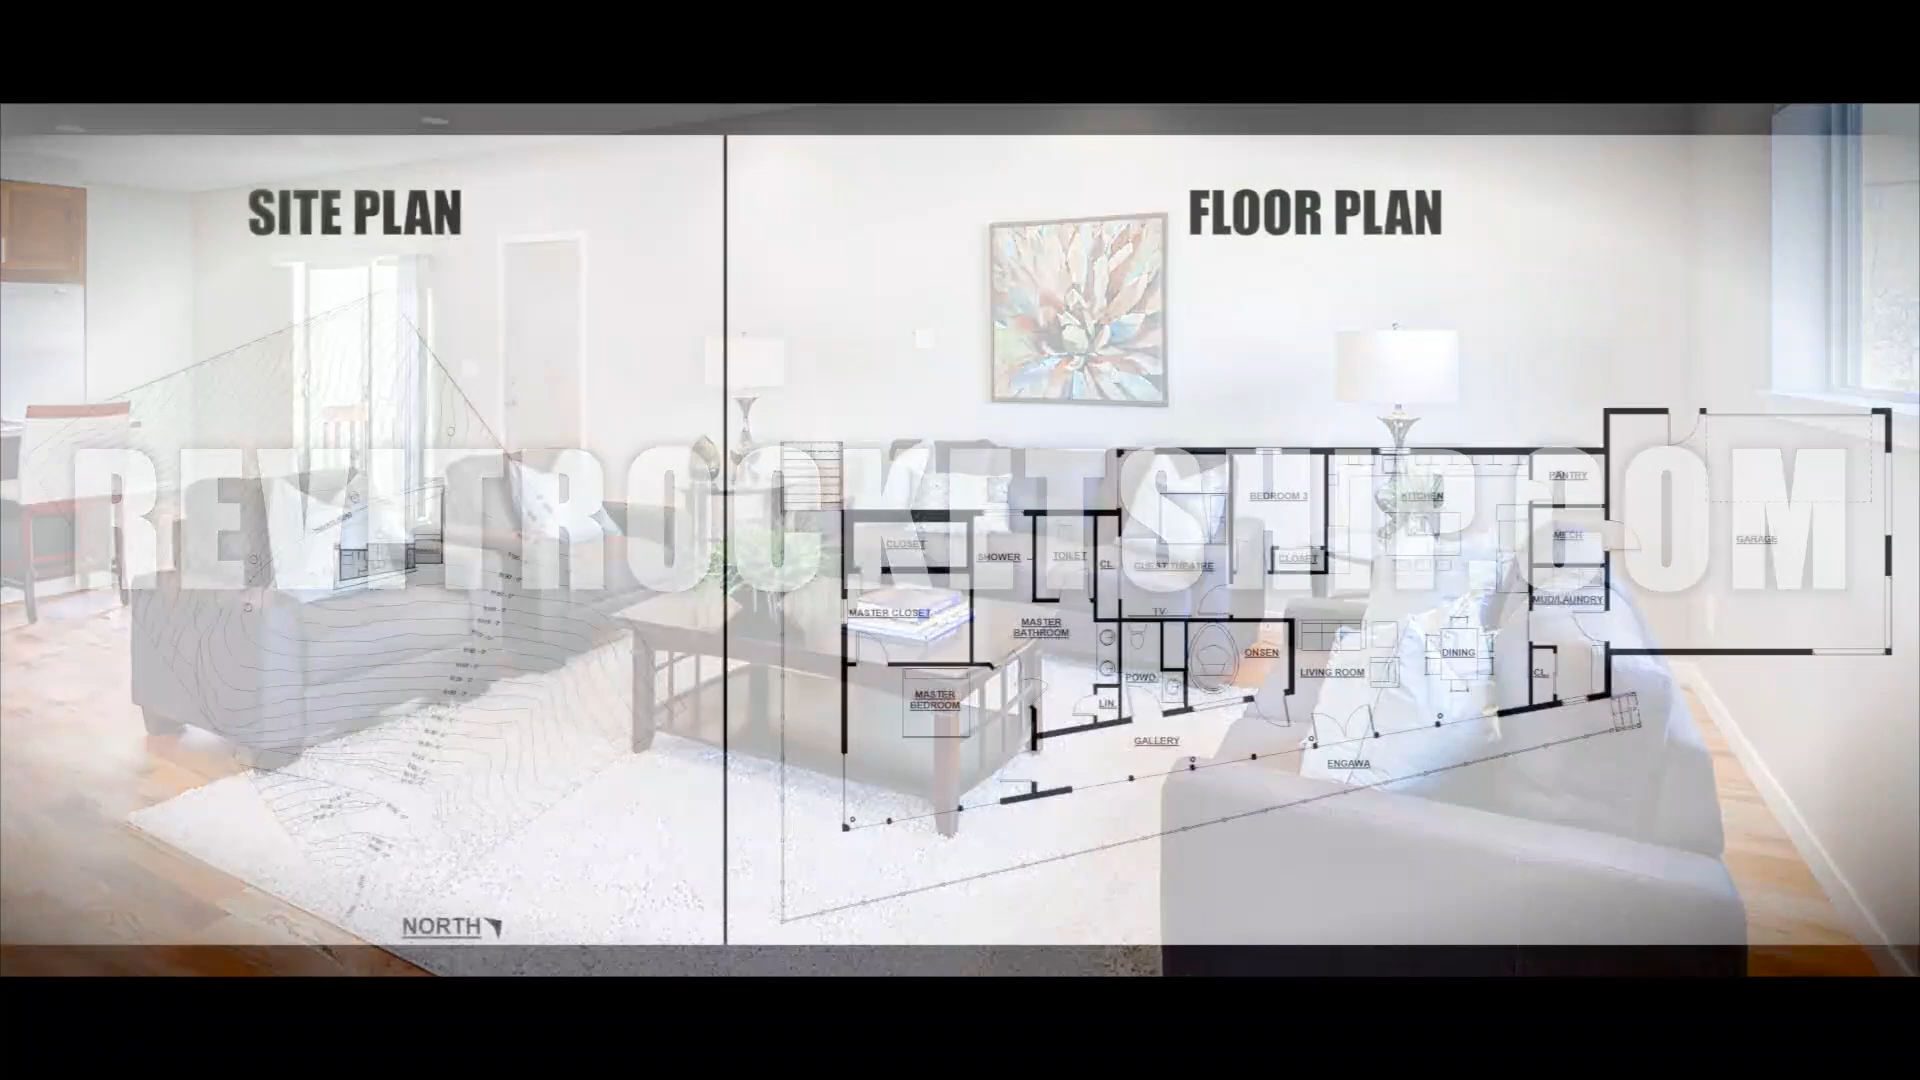 SITE PLAN
FLOOR PLAN
REVITROCKITSHIP.COM
BEDROOM 3
KITCHEN
PANTRY
MECH
GARAGE
CLOSET
SHOWER
TOILET
CL.
GUEST THEATRE
CLOSET
MUD/LAUNDRY
MASTER CLOSET
TV
MASTER
BATHROOM
ONSEN
DINING
LIVING ROOM
CL.
POWD.
MASTER
BEDROOM
LIN.
GALLERY
ENGAWA
NORTH